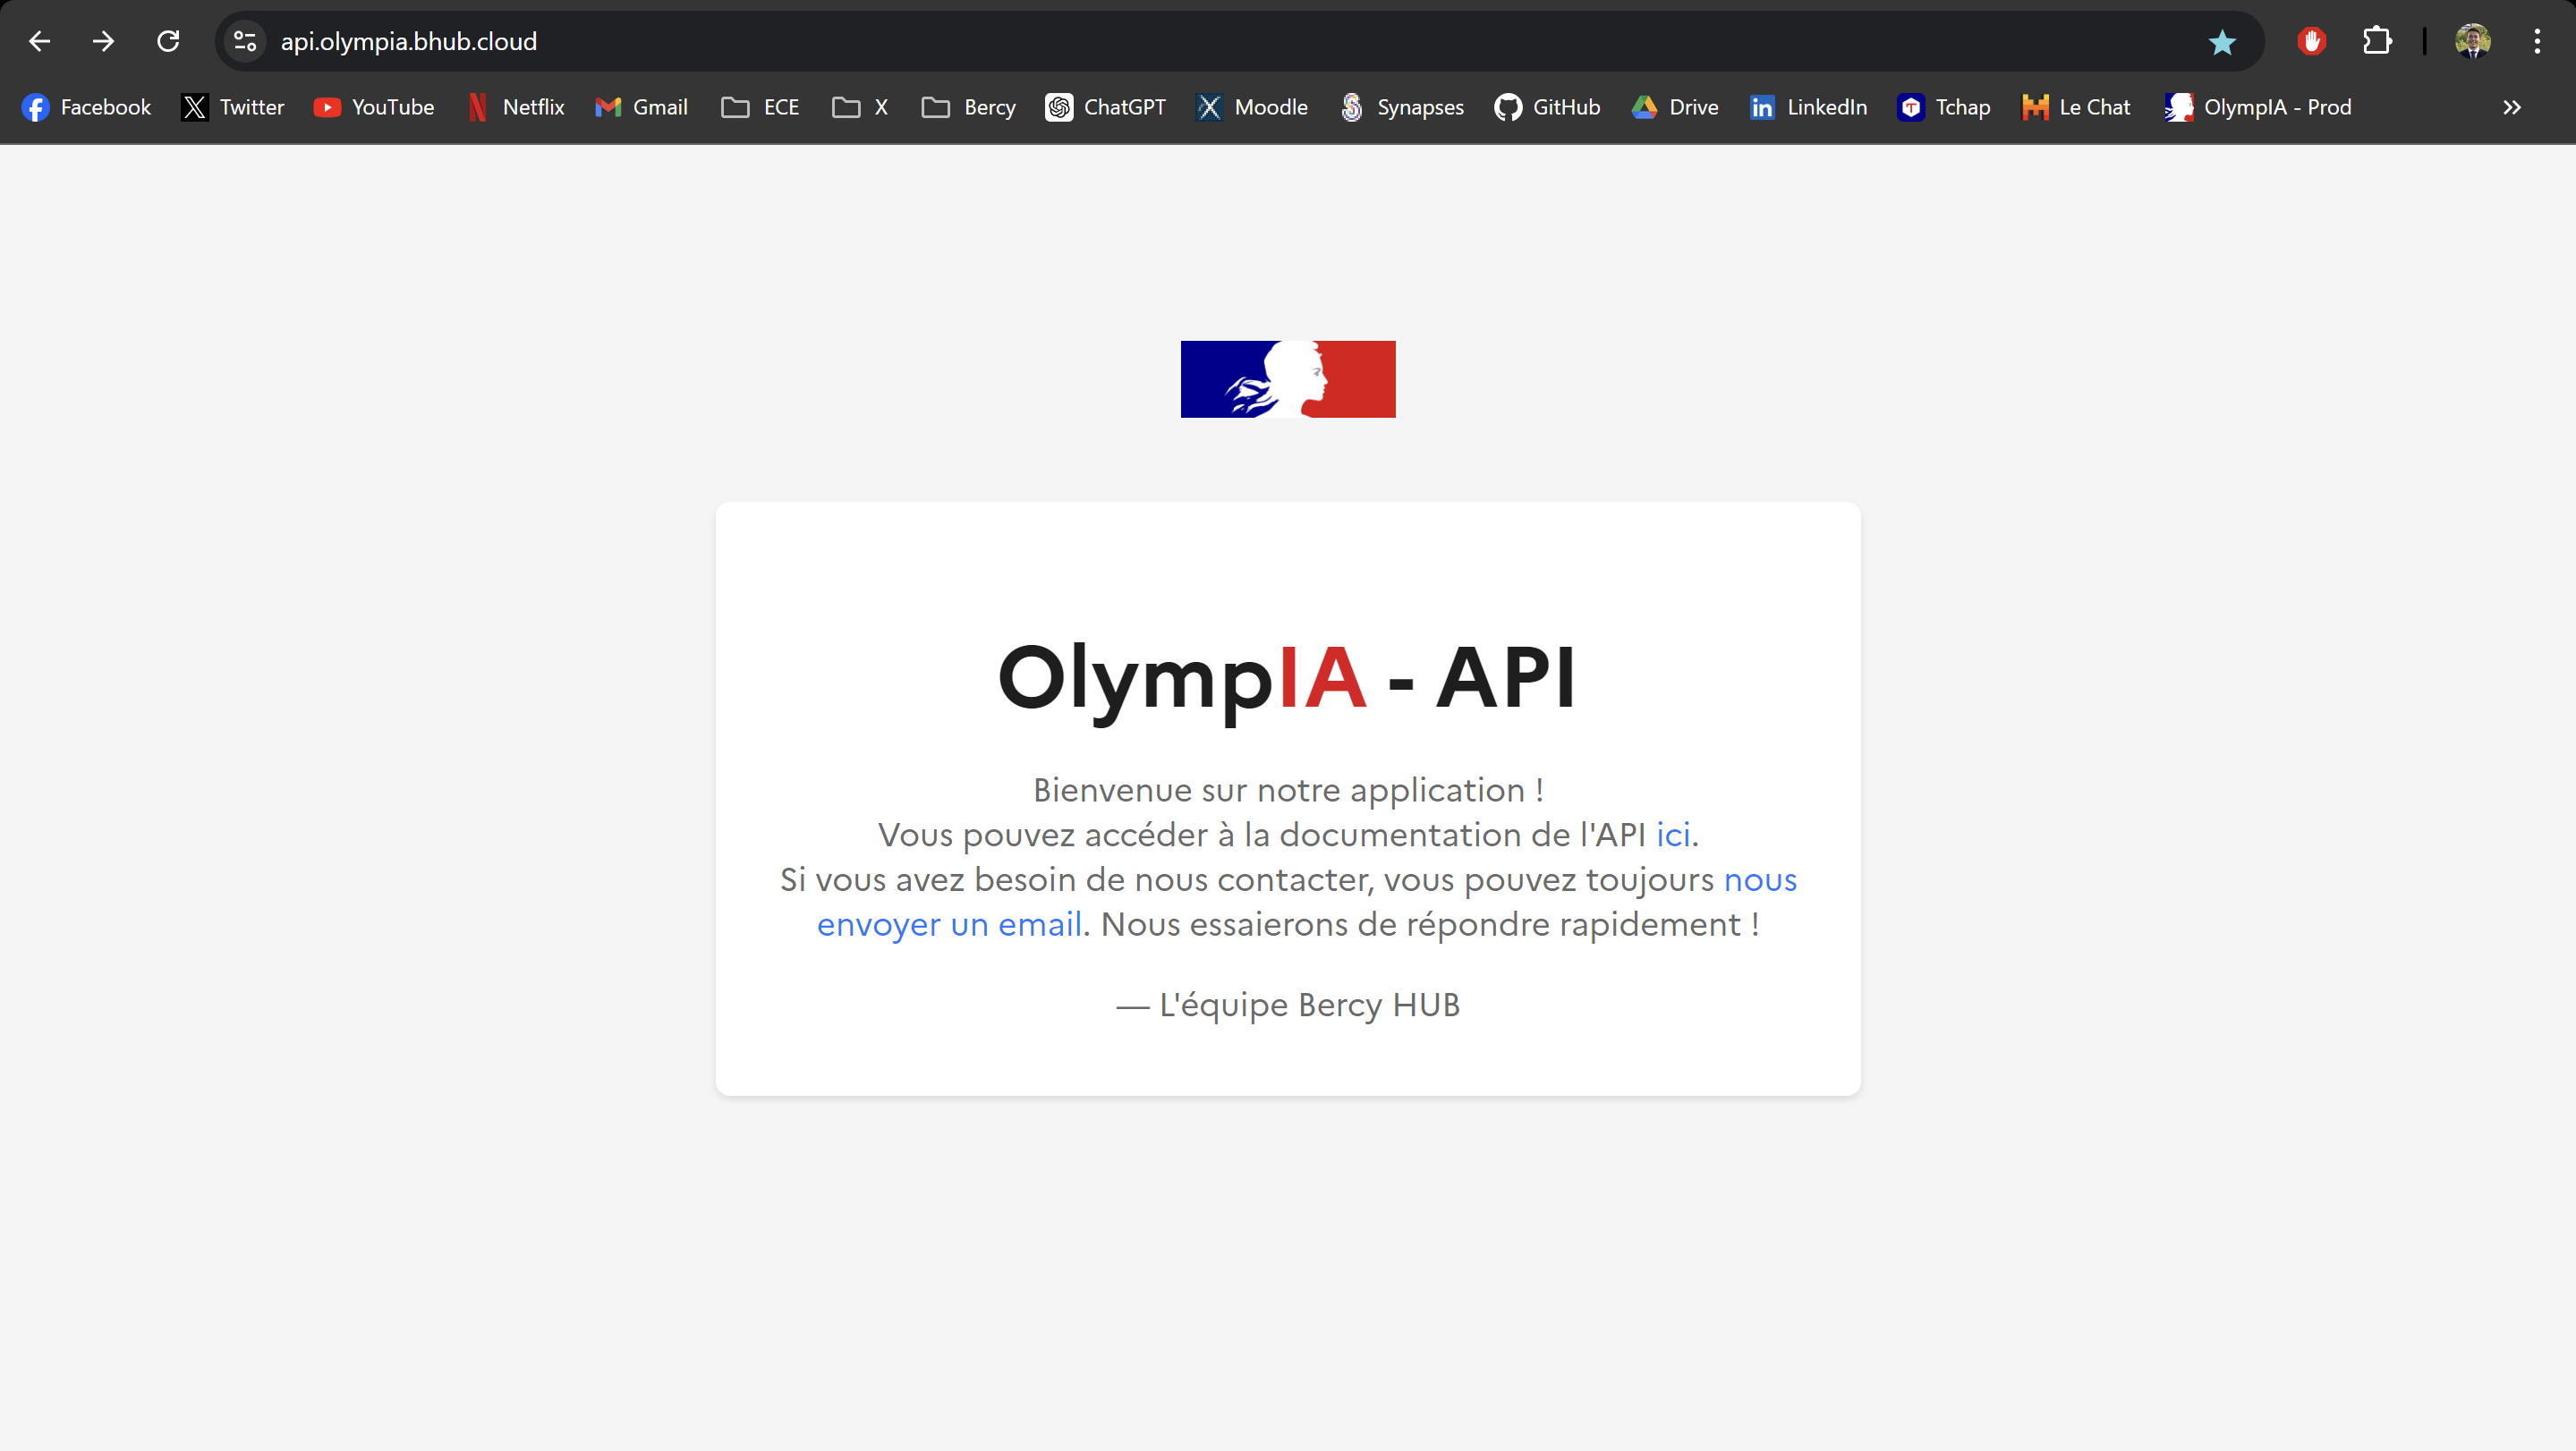 api.olympia.bhub.cloud
Facebook Twitter YouTube Netflix Gmail ECE X Bercy ChatGPT Moodle Synapses GitHub Drive LinkedIn Tchap Le Chat OlympIA - Prod
OlympIA - API
Bienvenue sur notre application !
Vous pouvez accéder à la documentation de l'API ici.
Si vous avez besoin de nous contacter, vous pouvez toujours nous
envoyer un email. Nous essaierons de répondre rapidement !
— L'équipe Bercy HUB